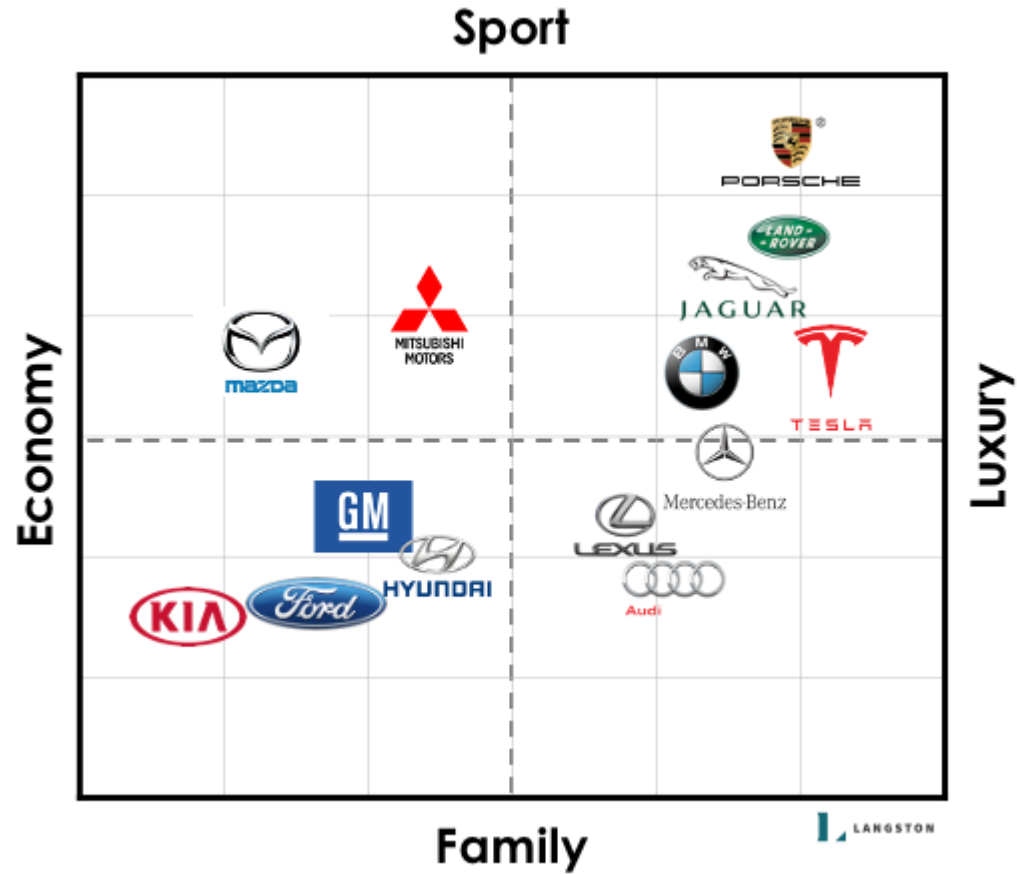 Sport
PORSCHE
®
LAND-
-ROVER
JAGUAR
MITSUBISHI
MOTORS
mazda
BMW
TESLA
Economy
Luxury
Mercedes-Benz
GM
LEXUS
HYUNDAI
KIA
Ford
Audi
Family
LANGSTON